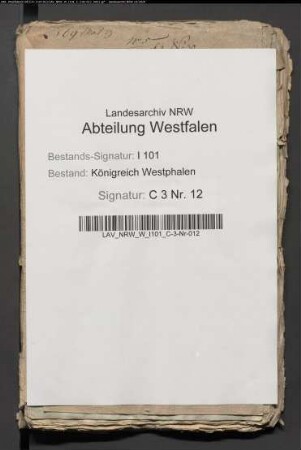 Landesarchiv NRW
Abteilung Westfalen
Bestands-Signatur: I 101
Bestand: Königreich Westphalen
Signatur: C 3 Nr. 12
LAV_NRW_W_I101_C-3-Nr-012